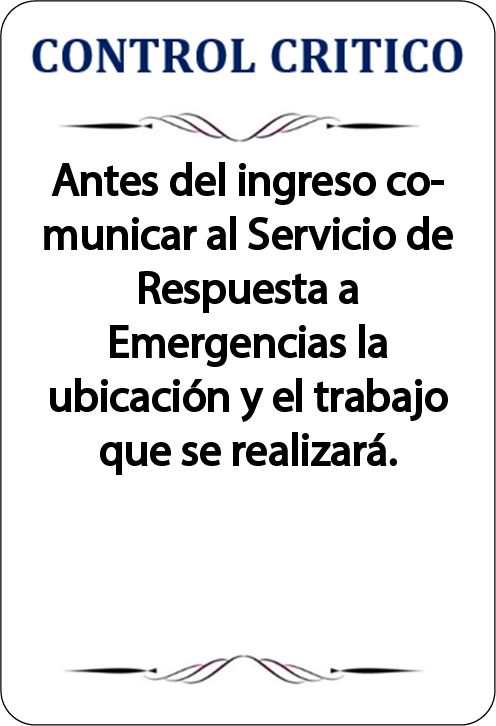 CONTROL CRITICO
Antes del ingreso co-
municar al Servicio de
Respuesta a
Emergencias la
ubicación y el trabajo
que se realizará.